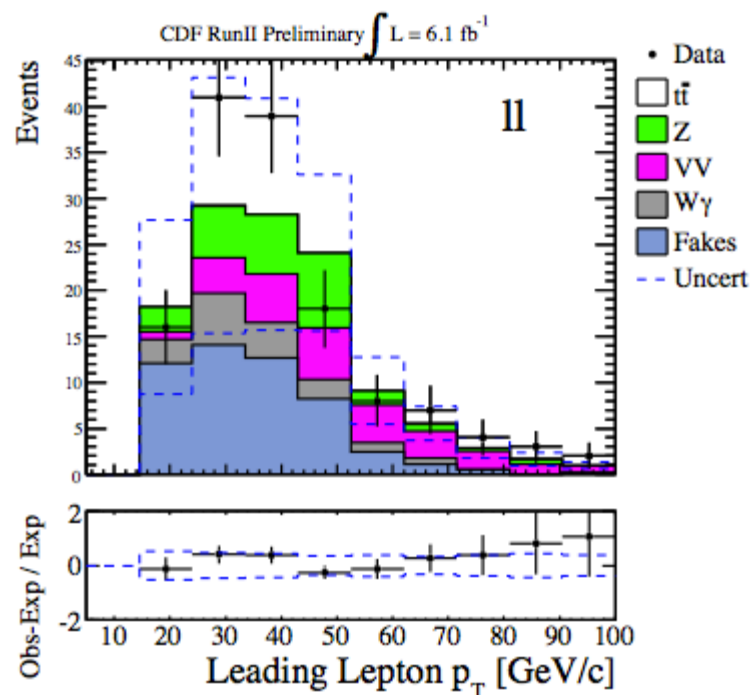 CDF RunII Preliminary ∫ L = 6.1 fb⁻¹
Events
45
40
35
30
25
20
15
10
5
0
ll
Data
tt̄
Z
VV
Wγ
Fakes
Uncert
Obs-Exp / Exp
2
0
-2
10 20 30 40 50 60 70 80 90 100
Leading Lepton p_T [GeV/c]